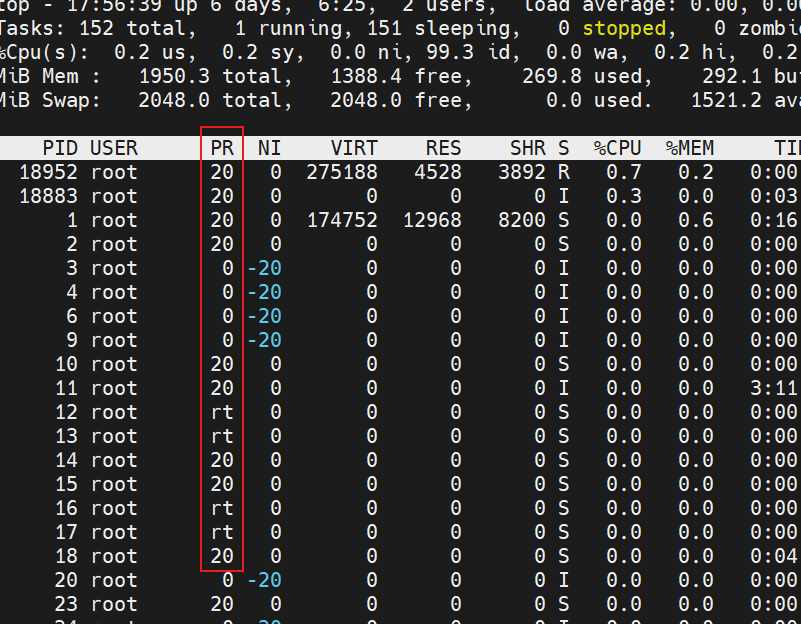 top - 17:56:39 up 6 days,  6:25,  2 users,  load average: 0.00, 0.0
Tasks: 152 total,   1 running, 151 sleeping,   0 stopped,   0 zombi
%Cpu(s):  0.2 us,  0.2 sy,  0.0 ni, 99.3 id,  0.0 wa,  0.2 hi,  0.2
MiB Mem :   1950.3 total,   1388.4 free,    269.8 used,    292.1 bu
MiB Swap:   2048.0 total,   2048.0 free,      0.0 used.   1521.2 ava
PID USER      PR  NI    VIRT    RES    SHR S  %CPU  %MEM     TI
18952 root      20   0  275188   4528   3892 R   0.7   0.2   0:00
18883 root      20   0       0      0      0 I   0.3   0.0   0:03
1 root      20   0  174752  12968   8200 S   0.0   0.6   0:16
2 root      20   0       0      0      0 S   0.0   0.0   0:00
3 root       0 -20       0      0      0 I   0.0   0.0   0:00
4 root       0 -20       0      0      0 I   0.0   0.0   0:00
6 root       0 -20       0      0      0 I   0.0   0.0   0:00
9 root       0 -20       0      0      0 I   0.0   0.0   0:00
10 root      20   0       0      0      0 S   0.0   0.0   0:00
11 root      20   0       0      0      0 I   0.0   0.0   3:11
12 root      rt   0       0      0      0 S   0.0   0.0   0:00
13 root      rt   0       0      0      0 S   0.0   0.0   0:00
14 root      20   0       0      0      0 S   0.0   0.0   0:00
15 root      20   0       0      0      0 S   0.0   0.0   0:00
16 root      rt   0       0      0      0 S   0.0   0.0   0:00
17 root      rt   0       0      0      0 S   0.0   0.0   0:00
18 root      20   0       0      0      0 S   0.0   0.0   0:04
20 root       0 -20       0      0      0 I   0.0   0.0   0:00
23 root      20   0       0      0      0 S   0.0   0.0   0:00